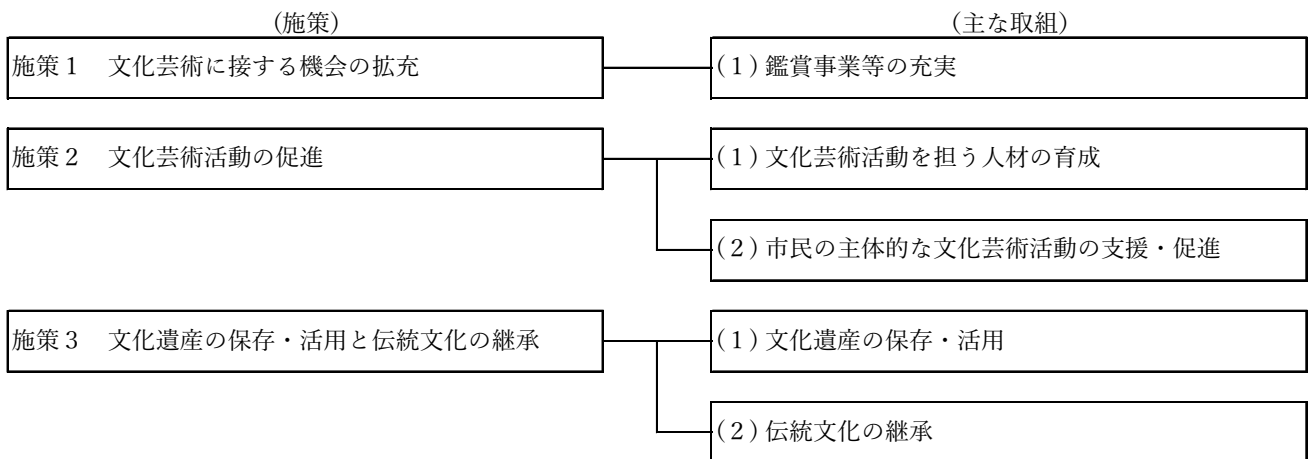 (施策) (主な取組)
施策１　文化芸術に接する機会の拡充 (１)鑑賞事業等の充実
施策２　文化芸術活動の促進 (１)文化芸術活動を担う人材の育成
(２)市民の主体的な文化芸術活動の支援・促進
施策３　文化遺産の保存・活用と伝統文化の継承 (１)文化遺産の保存・活用
(２)伝統文化の継承